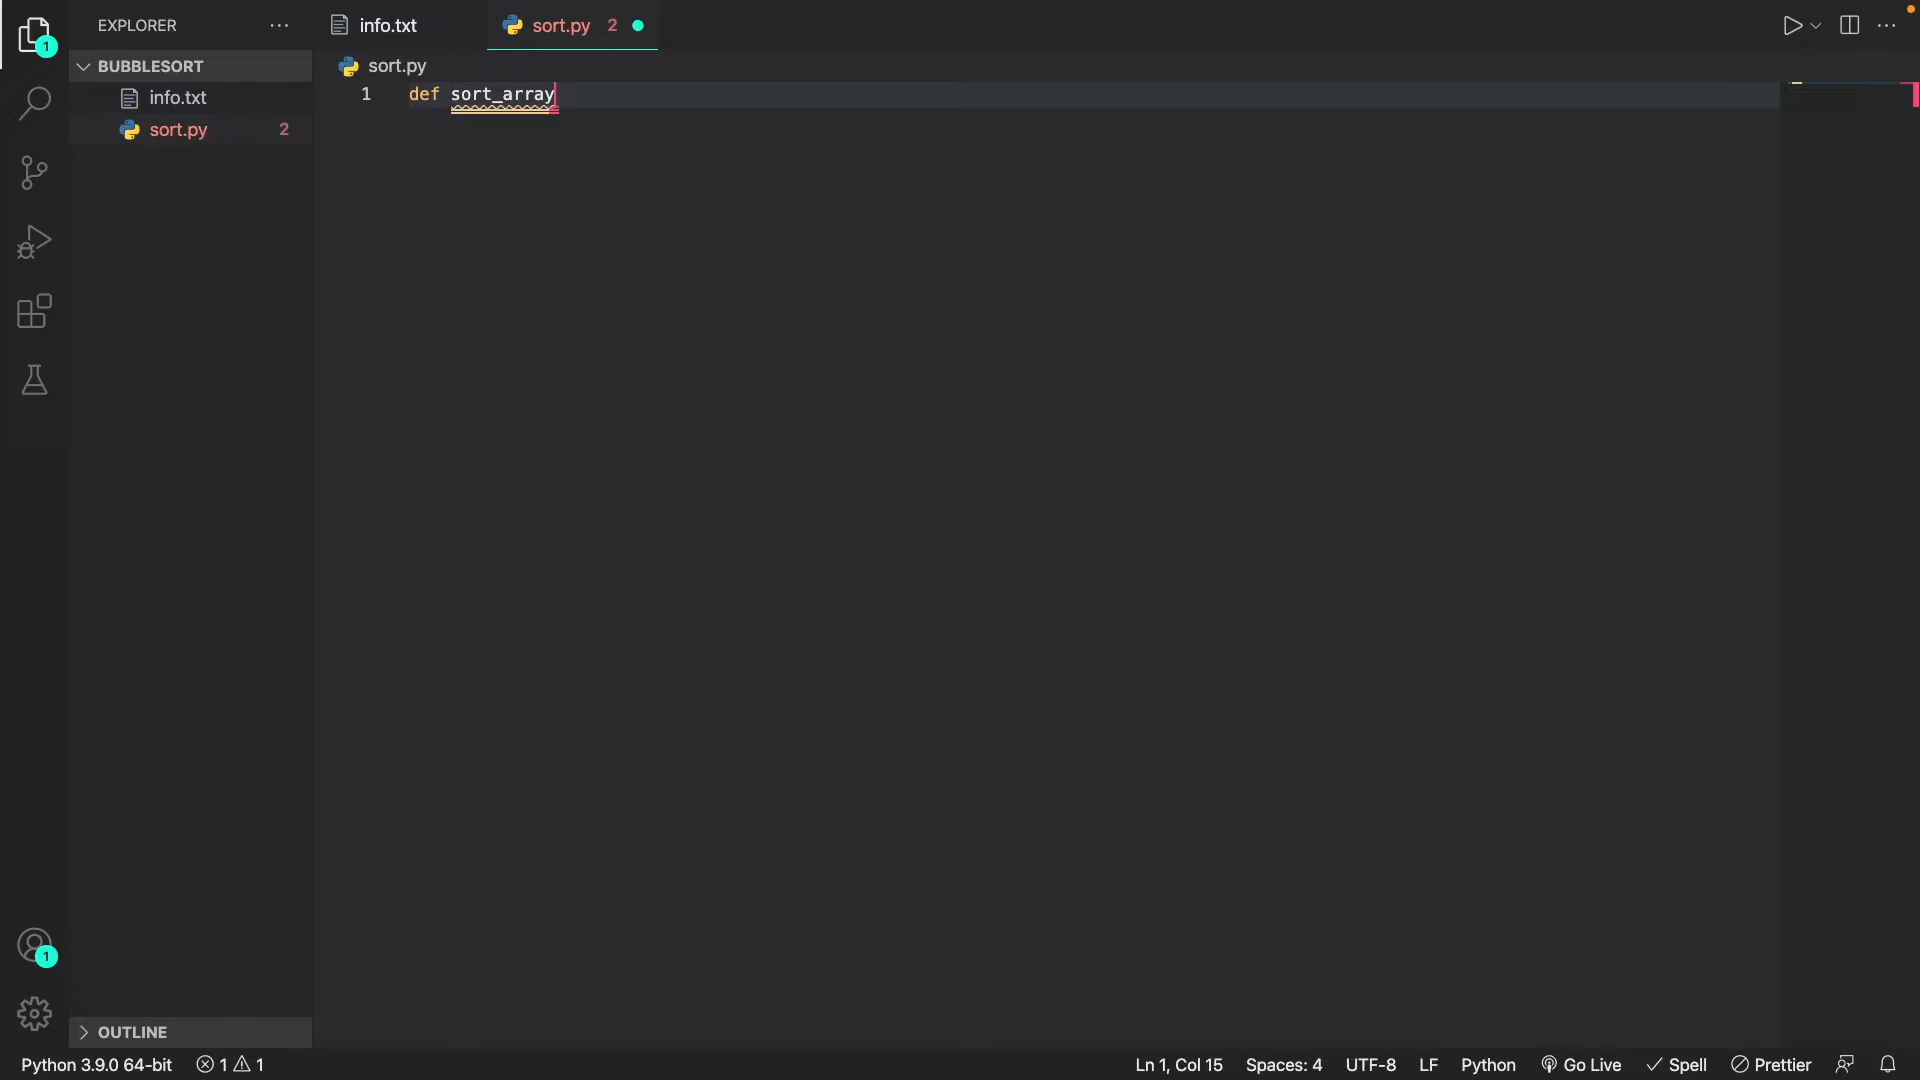 EXPLORER
info.txt
sort.py 2
1
BUBBLESORT
sort.py
info.txt
1 def sort_array
sort.py 2
1
OUTLINE
Python 3.9.0 64-bit 1 1 Ln 1, Col 15 Spaces: 4 UTF-8 LF Python Go Live Spell Prettier